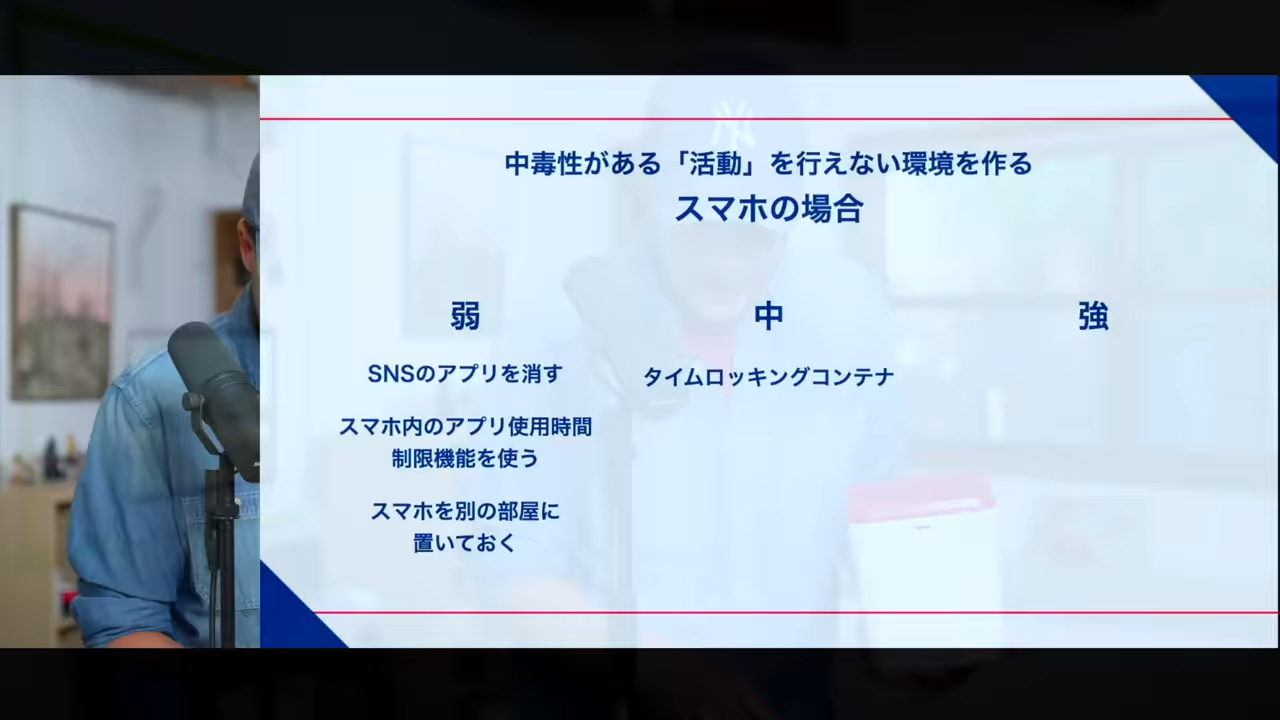 中毒性がある「活動」を行えない環境を作る
スマホの場合
弱
SNSのアプリを消す
スマホ内のアプリ使用時間
制限機能を使う
スマホを別の部屋に
置いておく
中
タイムロッキングコンテナ
強
NY